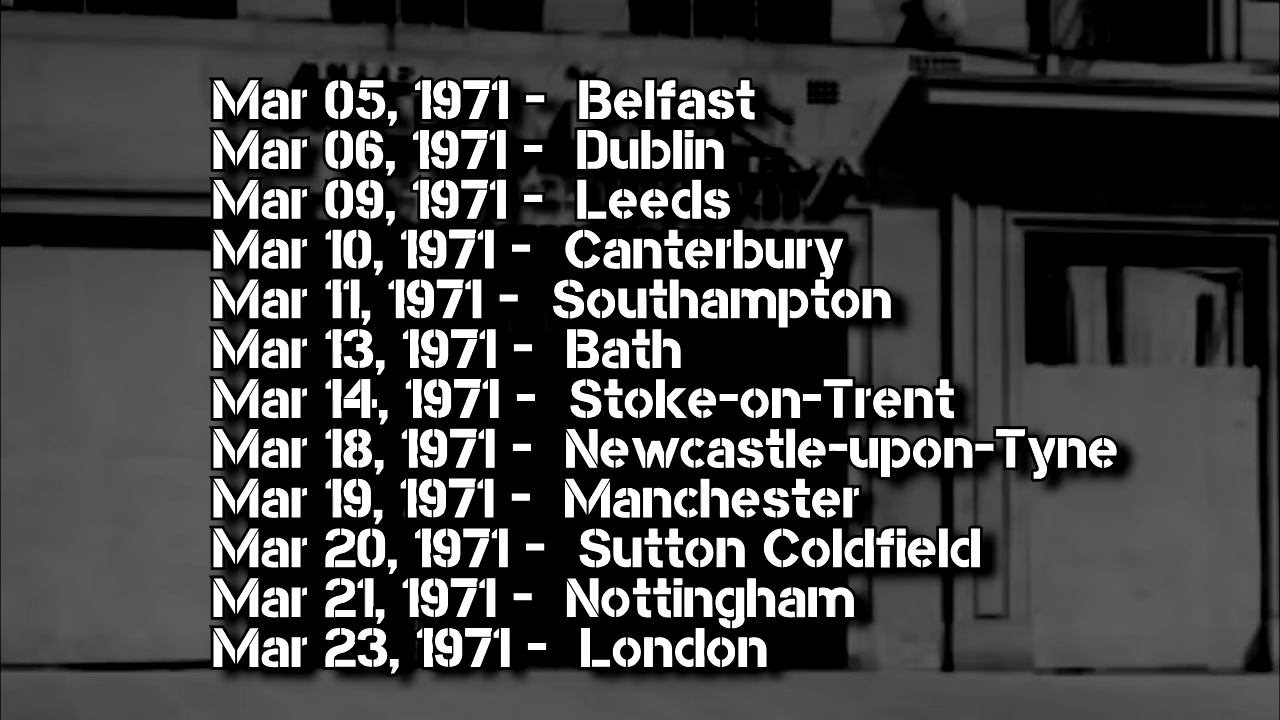 Mar 05, 1971 - Belfast
Mar 06, 1971 - Dublin
Mar 09, 1971 - Leeds
Mar 10, 1971 - Canterbury
Mar 11, 1971 - Southampton
Mar 13, 1971 - Bath
Mar 14, 1971 - Stoke-on-Trent
Mar 18, 1971 - Newcastle-upon-Tyne
Mar 19, 1971 - Manchester
Mar 20, 1971 - Sutton Coldfield
Mar 21, 1971 - Nottingham
Mar 23, 1971 - London